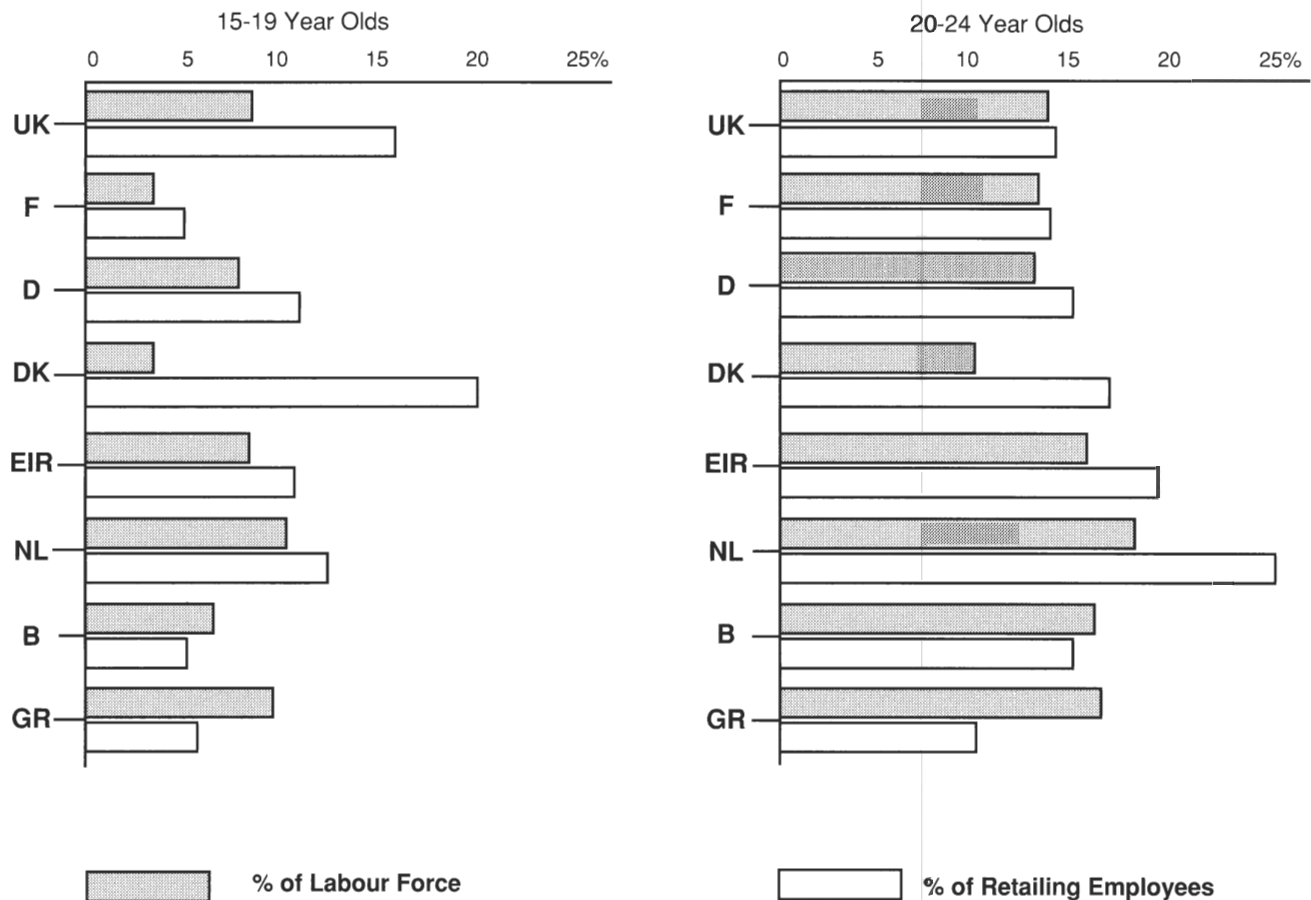 15-19 Year Olds
0 5 10 15 20 25%
UK
F
D
DK
EIR
NL
B
GR
20-24 Year Olds
0 5 10 15 20 25%
UK
F
D
DK
EIR
NL
B
GR
% of Labour Force
% of Retailing Employees